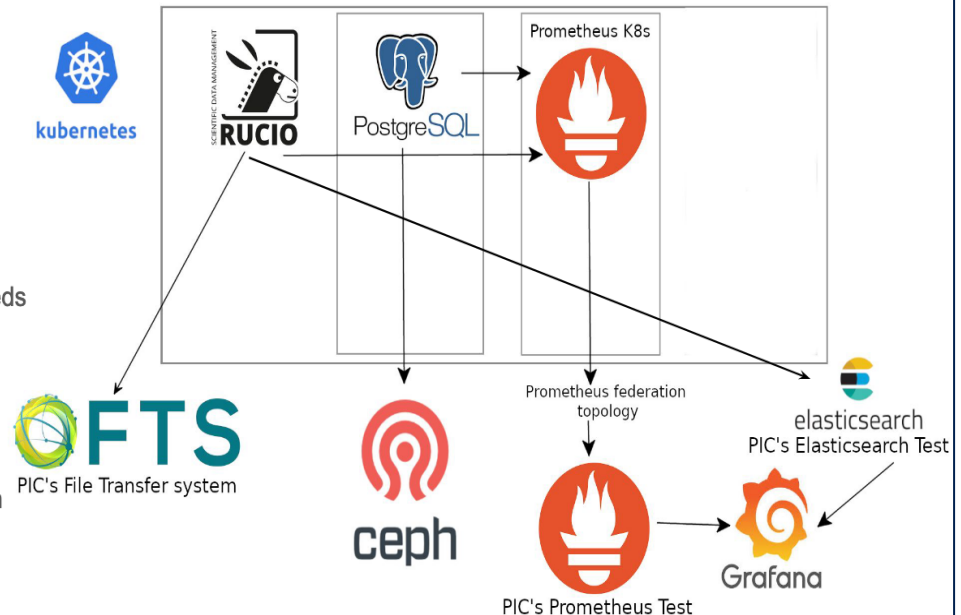 Prometheus K8s
SCIENTIFIC DATA MANAGEMENT
RUCIO
PostgreSQL
kubernetes
eds
Prometheus federation
topology
elasticsearch
PIC's Elasticsearch Test
FTS
PIC's File Transfer system
ceph
Grafana
PIC's Prometheus Test